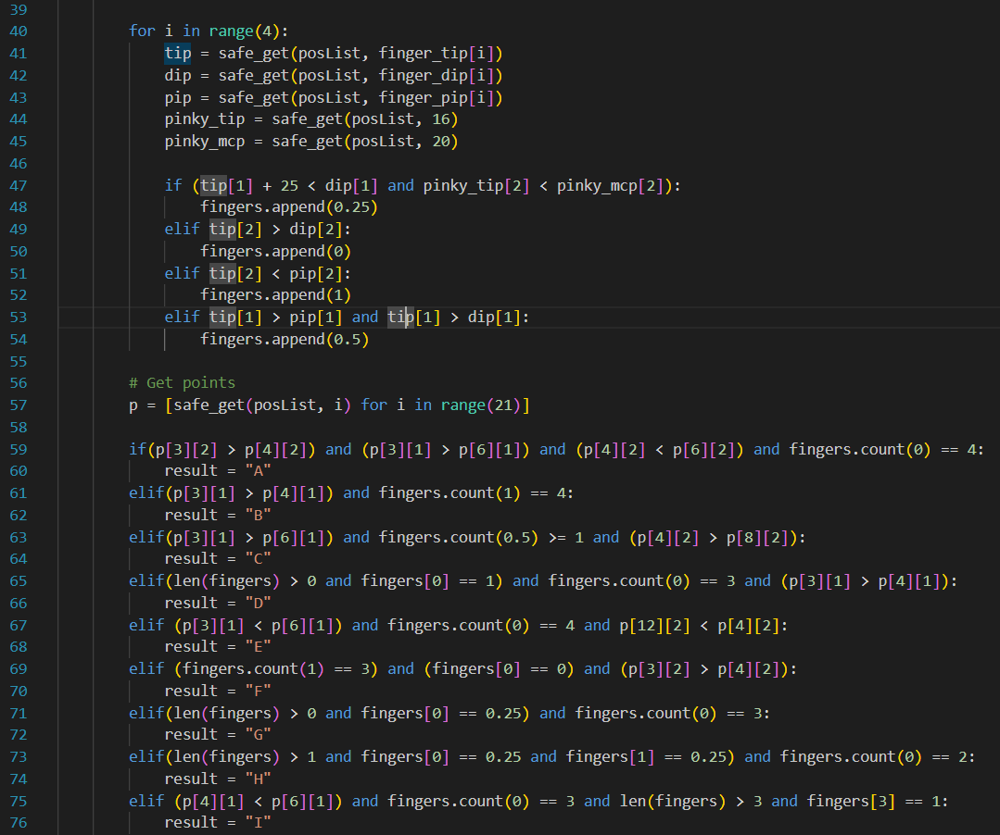 39
40 for i in range(4):
41 tip = safe_get(posList, finger_tip[i])
42 dip = safe_get(posList, finger_dip[i])
43 pip = safe_get(posList, finger_pip[i])
44 pinky_tip = safe_get(posList, 16)
45 pinky_mcp = safe_get(posList, 20)
46
47 if (tip[1] + 25 < dip[1] and pinky_tip[2] < pinky_mcp[2]):
48 fingers.append(0.25)
49 elif tip[2] > dip[2]:
50 fingers.append(0)
51 elif tip[2] < pip[2]:
52 fingers.append(1)
53 elif tip[1] > pip[1] and tip[1] > dip[1]:
54 fingers.append(0.5)
55
56 # Get points
57 p = [safe_get(posList, i) for i in range(21)]
58
59 if(p[3][2] > p[4][2]) and (p[3][1] > p[6][1]) and (p[4][2] < p[6][2]) and fingers.count(0) == 4:
60 result = "A"
61 elif(p[3][1] > p[4][1]) and fingers.count(1) == 4:
62 result = "B"
63 elif(p[3][1] > p[6][1]) and fingers.count(0.5) >= 1 and (p[4][2] > p[8][2]):
64 result = "C"
65 elif(len(fingers) > 0 and fingers[0] == 1) and fingers.count(0) == 3 and (p[3][1] > p[4][1]):
66 result = "D"
67 elif (p[3][1] < p[6][1]) and fingers.count(0) == 4 and p[12][2] < p[4][2]:
68 result = "E"
69 elif (fingers.count(1) == 3) and (fingers[0] == 0) and (p[3][2] > p[4][2]):
70 result = "F"
71 elif(len(fingers) > 0 and fingers[0] == 0.25) and fingers.count(0) == 3:
72 result = "G"
73 elif(len(fingers) > 1 and fingers[0] == 0.25 and fingers[1] == 0.25) and fingers.count(0) == 2:
74 result = "H"
75 elif (p[4][1] < p[6][1]) and fingers.count(0) == 3 and len(fingers) > 3 and fingers[3] == 1:
76 result = "I"